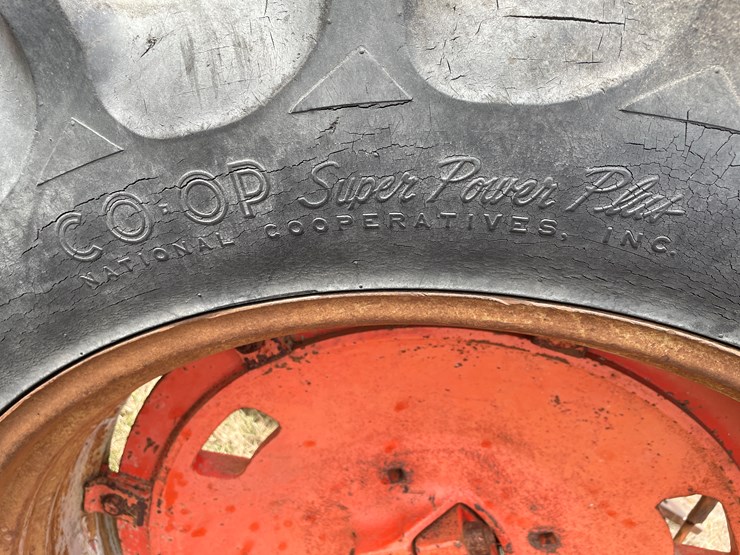 CO-OP Super Power Plus
NATIONAL COOPERATIVES, INC.